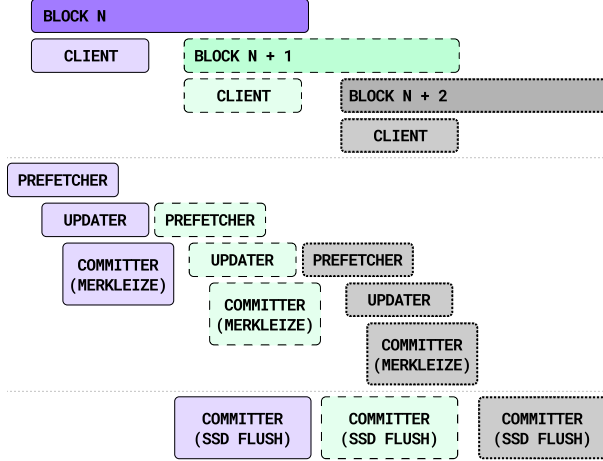 BLOCK N
CLIENT
BLOCK N + 1
CLIENT
BLOCK N + 2
CLIENT
PREFETCHER
UPDATER
PREFETCHER
COMMITTER
(MERKLEIZE)
UPDATER
PREFETCHER
COMMITTER
(MERKLEIZE)
UPDATER
COMMITTER
(MERKLEIZE)
COMMITTER
(SSD FLUSH)
COMMITTER
(SSD FLUSH)
COMMITTER
(SSD FLUSH)